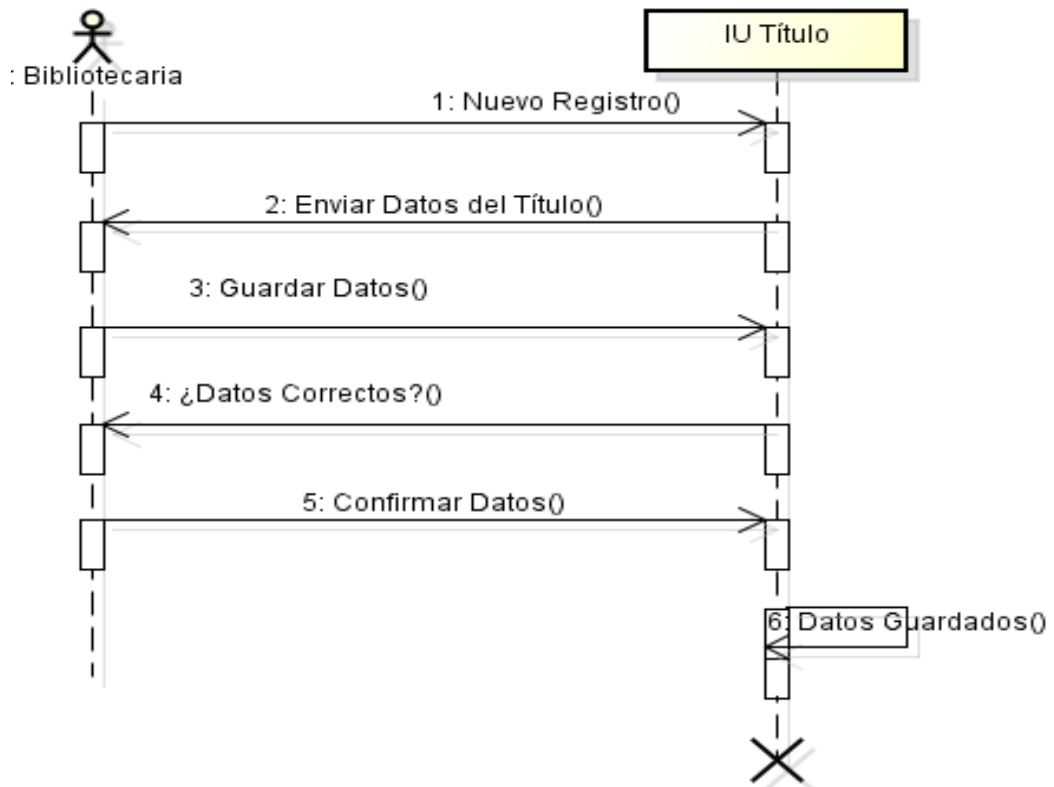 IU Título
: Bibliotecaria
1: Nuevo Registro()
2: Enviar Datos del Título()
3: Guardar Datos()
4: ¿Datos Correctos?()
5: Confirmar Datos()
6: Datos Guardados()